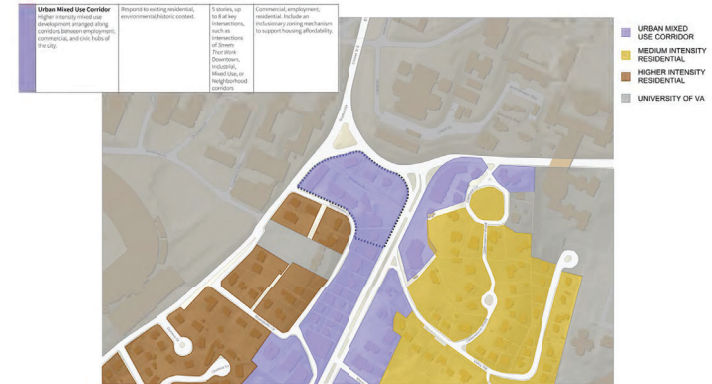 Urban Mixed Use Corridor
Higher intensity mixed use
development arranged along
corridors between employment,
commercial, and civic hubs of
the city.
Respond to exiting residential,
environmental/historic context.
5 stories, up
to 8 at key
intersections,
such as
intersections
of Streets
That Work
Downtown,
Industrial,
Mixed Use, or
Neighborhood
corridors
Commercial, employment,
residential. Include an
inclusionary zoning mechanism
to support housing affordability.
URBAN MIXED
USE CORRIDOR
MEDIUM INTENSITY
RESIDENTIAL
HIGHER INTENSITY
RESIDENTIAL
UNIVERSITY OF VA